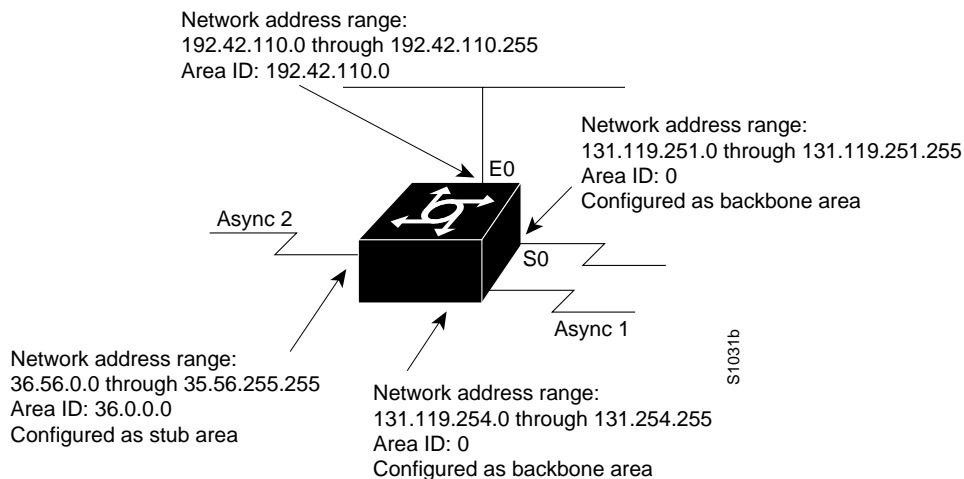 Network address range:
192.42.110.0 through 192.42.110.255
Area ID: 192.42.110.0
Network address range:
131.119.251.0 through 131.119.251.255
Area ID: 0
Configured as backbone area
E0
Async 2
S0
Async 1
S1031b
Network address range:
36.56.0.0 through 35.56.255.255
Area ID: 36.0.0.0
Configured as stub area
Network address range:
131.119.254.0 through 131.254.255
Area ID: 0
Configured as backbone area